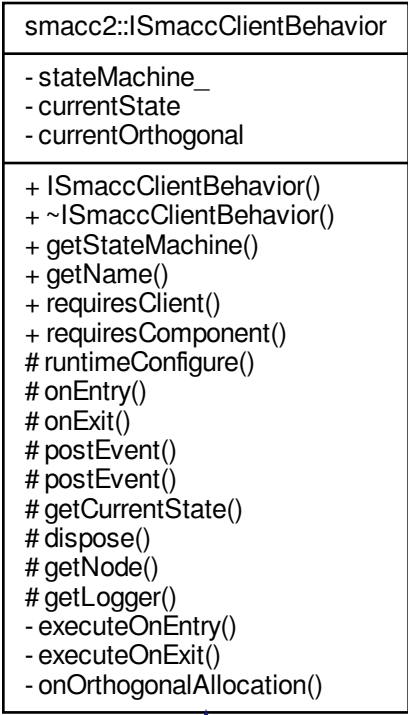 smacc2::ISmaccClientBehavior
- stateMachine_
- currentState
- currentOrthogonal
+ ISmaccClientBehavior()
+ ~ISmaccClientBehavior()
+ getStateMachine()
+ getName()
+ requiresClient()
+ requiresComponent()
# runtimeConfigure()
# onEntry()
# onExit()
# postEvent()
# postEvent()
# getCurrentState()
# dispose()
# getNode()
# getLogger()
- executeOnEntry()
- executeOnExit()
- onOrthogonalAllocation()